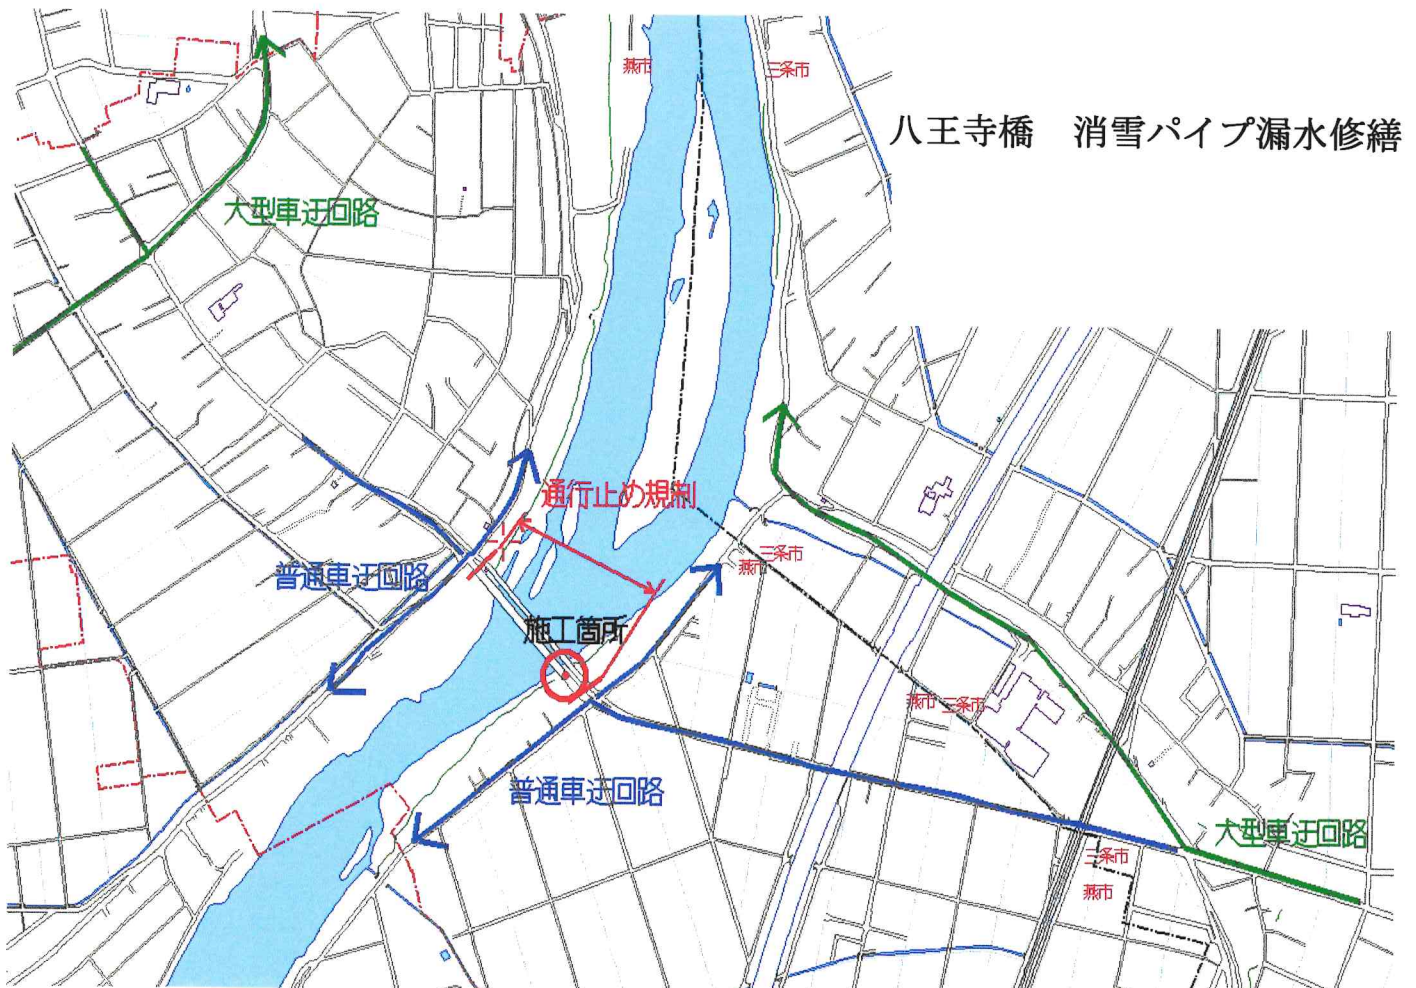 燕市
三条市
八王寺橋　消雪パイプ漏水修繕
大型車迂回路
通行止め規制
三条市
燕市
普通車迂回路
施工箇所
燕市
三条市
普通車迂回路
大型車迂回路
三条市
燕市